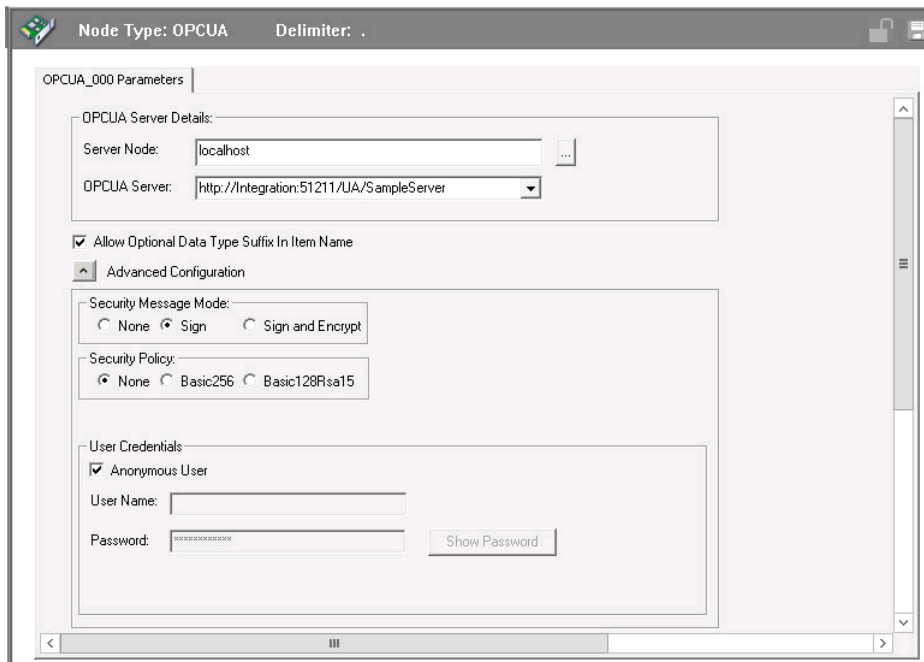 Node Type: OPCUA Delimiter: .
OPCUA_000 Parameters
OPCUA Server Details:
Server Node: localhost ...
OPCUA Server: http://Integration:51211/UA/SampleServer
Allow Optional Data Type Suffix In Item Name
Advanced Configuration
Security Message Mode:
None Sign Sign and Encrypt
Security Policy:
None Basic256 Basic128Rsa15
User Credentials
Anonymous User
User Name:
Password: ************ Show Password